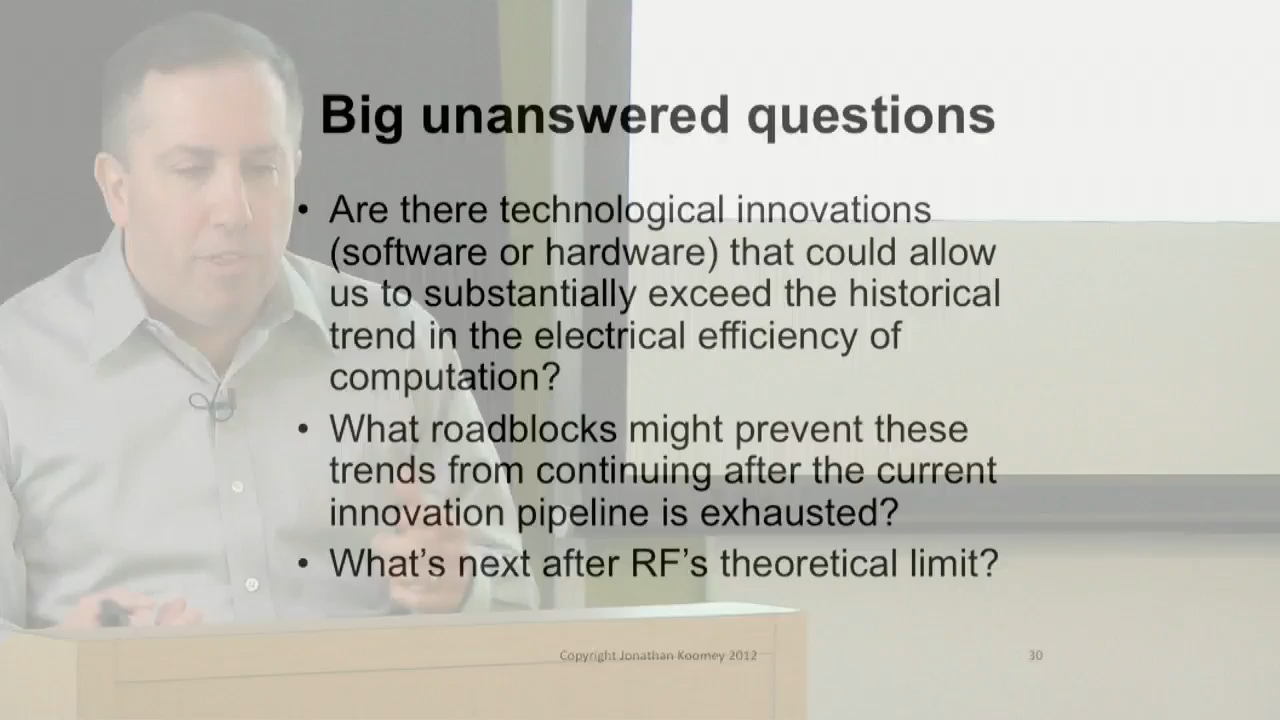 Big unanswered questions
• Are there technological innovations
(software or hardware) that could allow
us to substantially exceed the historical
trend in the electrical efficiency of
computation?
• What roadblocks might prevent these
trends from continuing after the current
innovation pipeline is exhausted?
• What’s next after RF’s theoretical limit?
Copyright Jonathan Koomey 2012
30